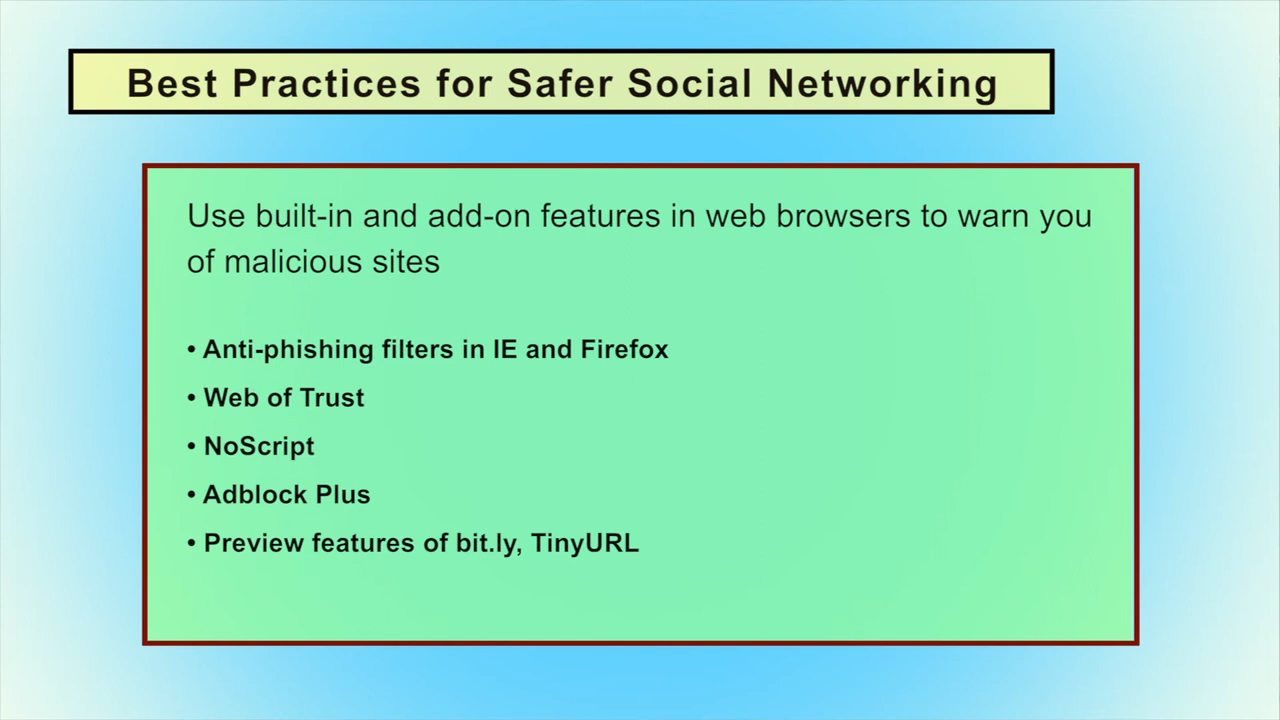 Best Practices for Safer Social Networking
Use built-in and add-on features in web browsers to warn you
of malicious sites
• Anti-phishing filters in IE and Firefox
• Web of Trust
• NoScript
• Adblock Plus
• Preview features of bit.ly, TinyURL